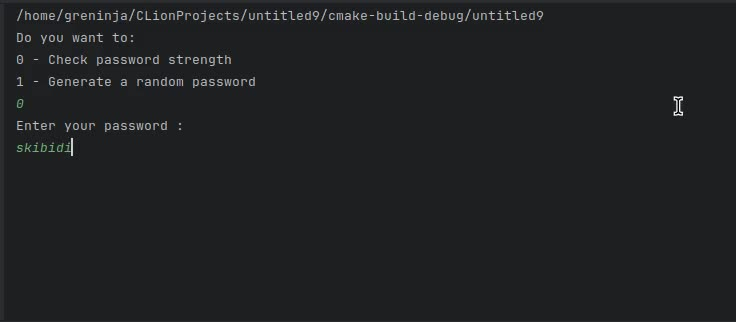 /home/greninja/CLionProjects/untitled9/cmake-build-debug/untitled9
Do you want to:
0 - Check password strength
1 - Generate a random password
0
Enter your password :
skibidi